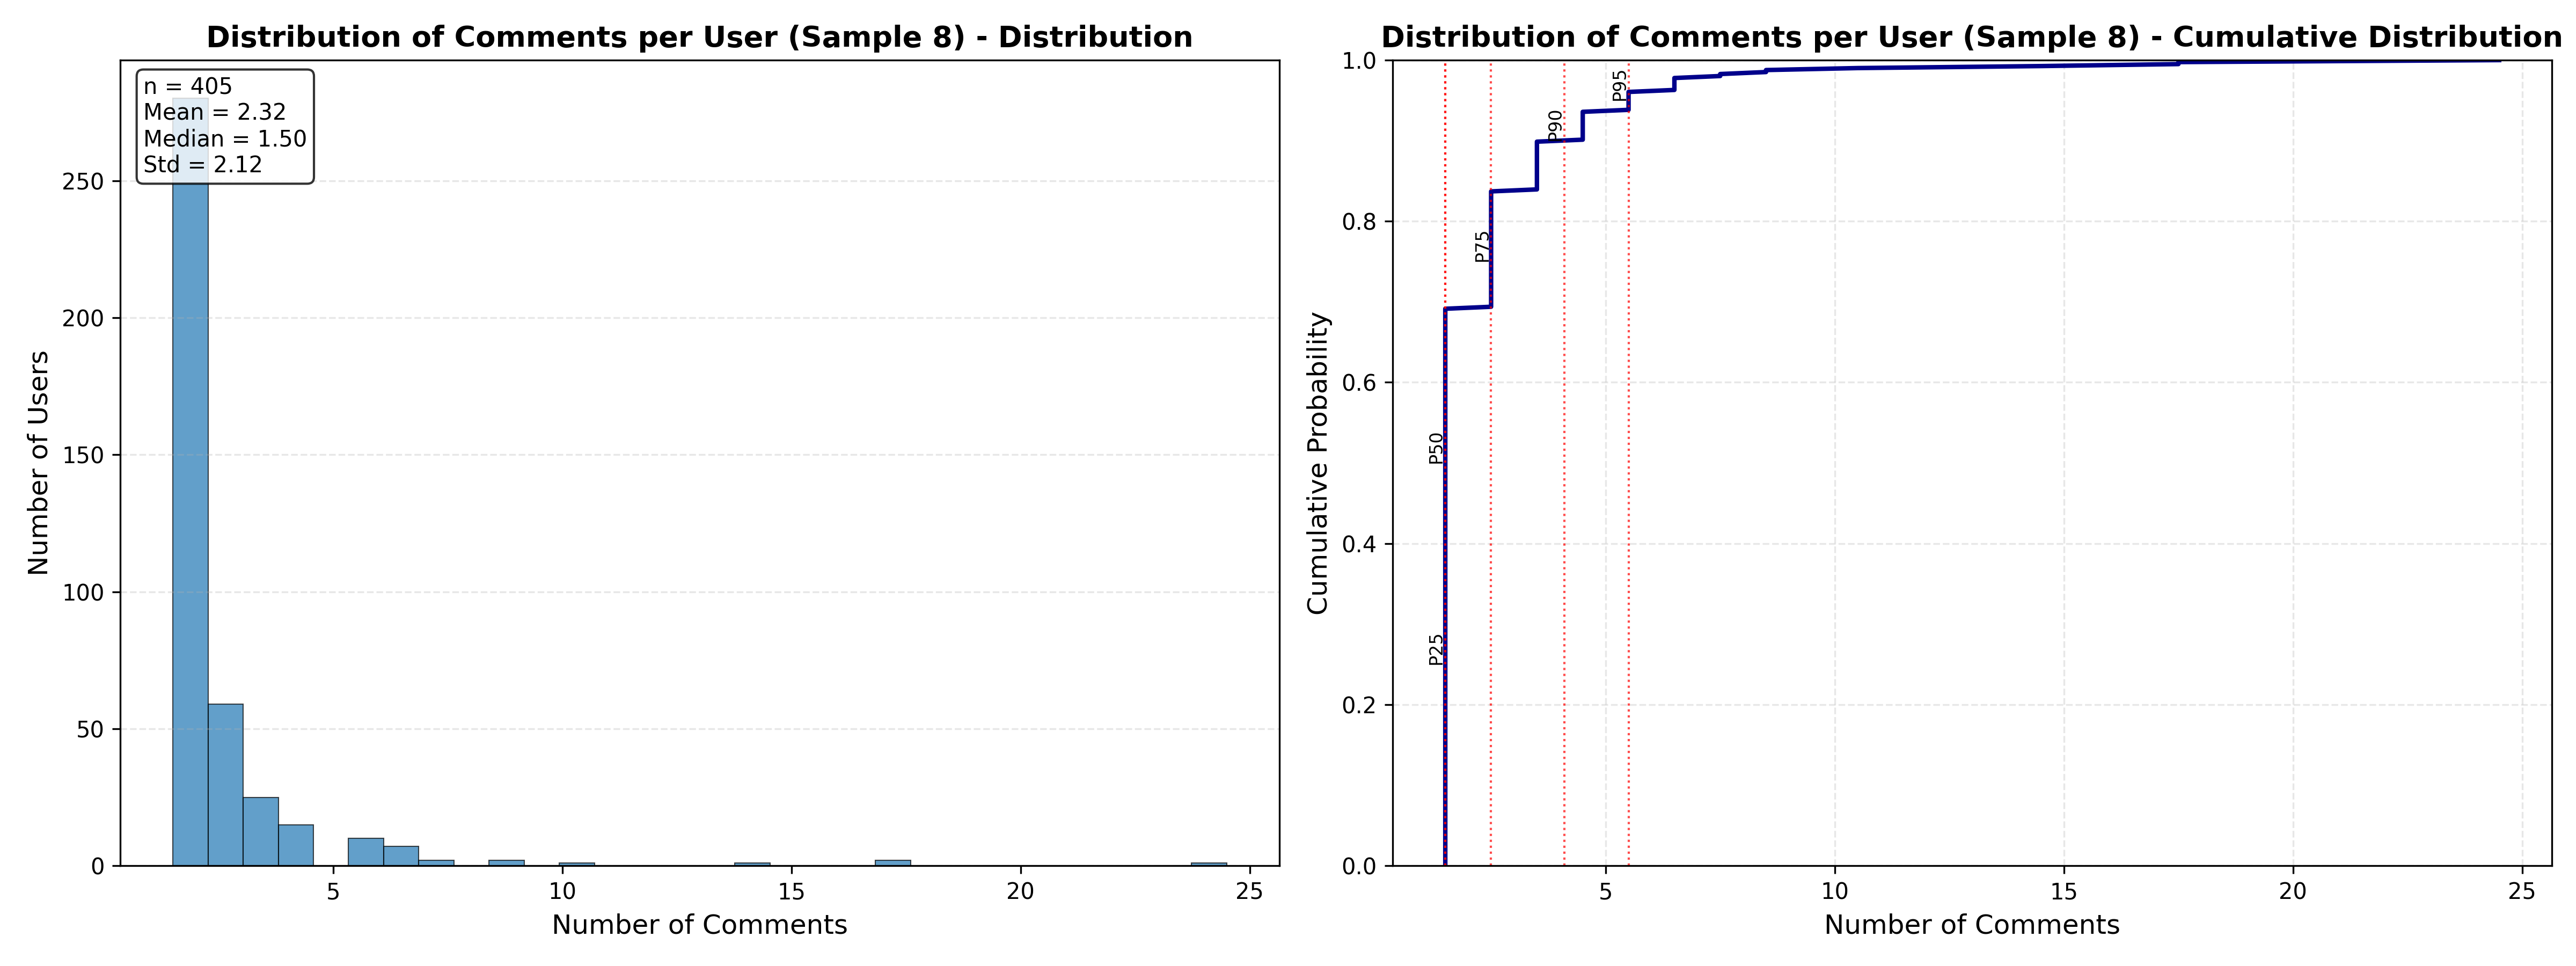 Distribution of Comments per User (Sample 8) - Distribution
n = 405
Mean = 2.32
Median = 1.50
Std = 2.12
Number of Users
250
200
150
100
50
0
5
10
15
20
25
Number of Comments
Distribution of Comments per User (Sample 8) - Cumulative Distribution
Cumulative Probability
1.0
0.8
0.6
0.4
0.2
0.0
P25
P50
P75
P90
P95
5
10
15
20
25
Number of Comments